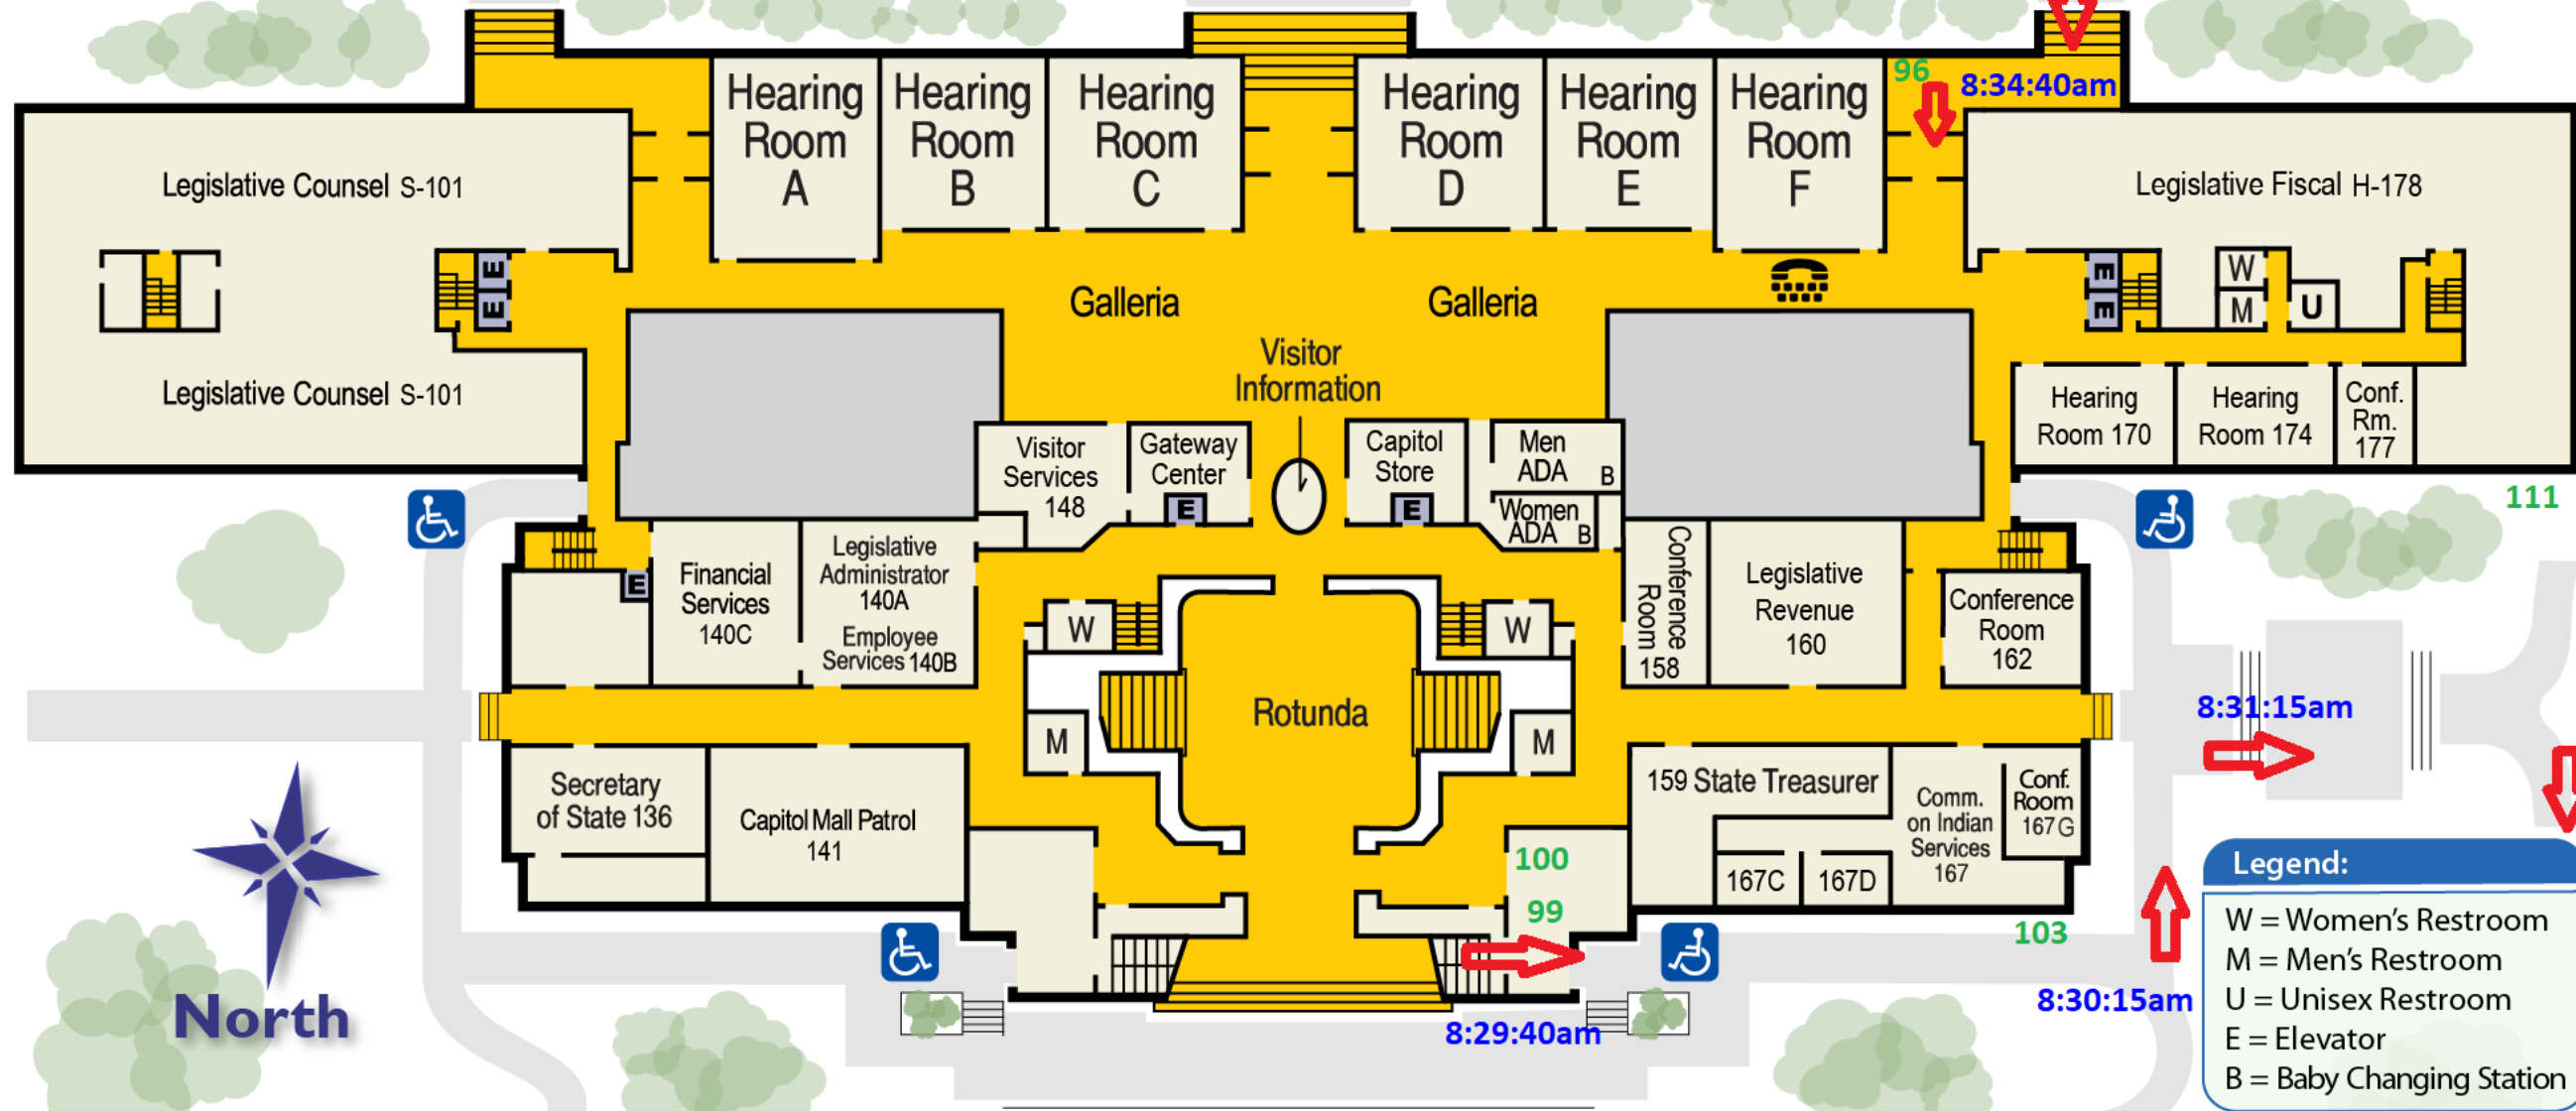 96
8:34:40am
Hearing
Room
A
Hearing
Room
B
Hearing
Room
C
Hearing
Room
D
Hearing
Room
E
Hearing
Room
F
Legislative Counsel S-101
Legislative Fiscal H-178
E
E
E
E
W
M
U
Galleria
Galleria
Visitor
Information
Legislative Counsel S-101
Hearing
Room 170
Hearing
Room 174
Conf.
Rm.
177
Visitor
Services
148
Gateway
Center
E
Capitol
Store
E
Men
ADA
B
Women
ADA
B
111
E
Financial
Services
140C
Legislative
Administrator
140A
Employee
Services 140B
W
W
Conference
Room
158
Legislative
Revenue
160
Conference
Room
162
Rotunda
M
M
8:31:15am
Secretary
of State 136
Capitol Mall Patrol
141
159 State Treasurer
167C
167D
Comm.
on Indian
Services
167
Conf.
Room
167G
100
99
103
North
8:29:40am
8:30:15am
Legend:
W = Women's Restroom
M = Men's Restroom
U = Unisex Restroom
E = Elevator
B = Baby Changing Station